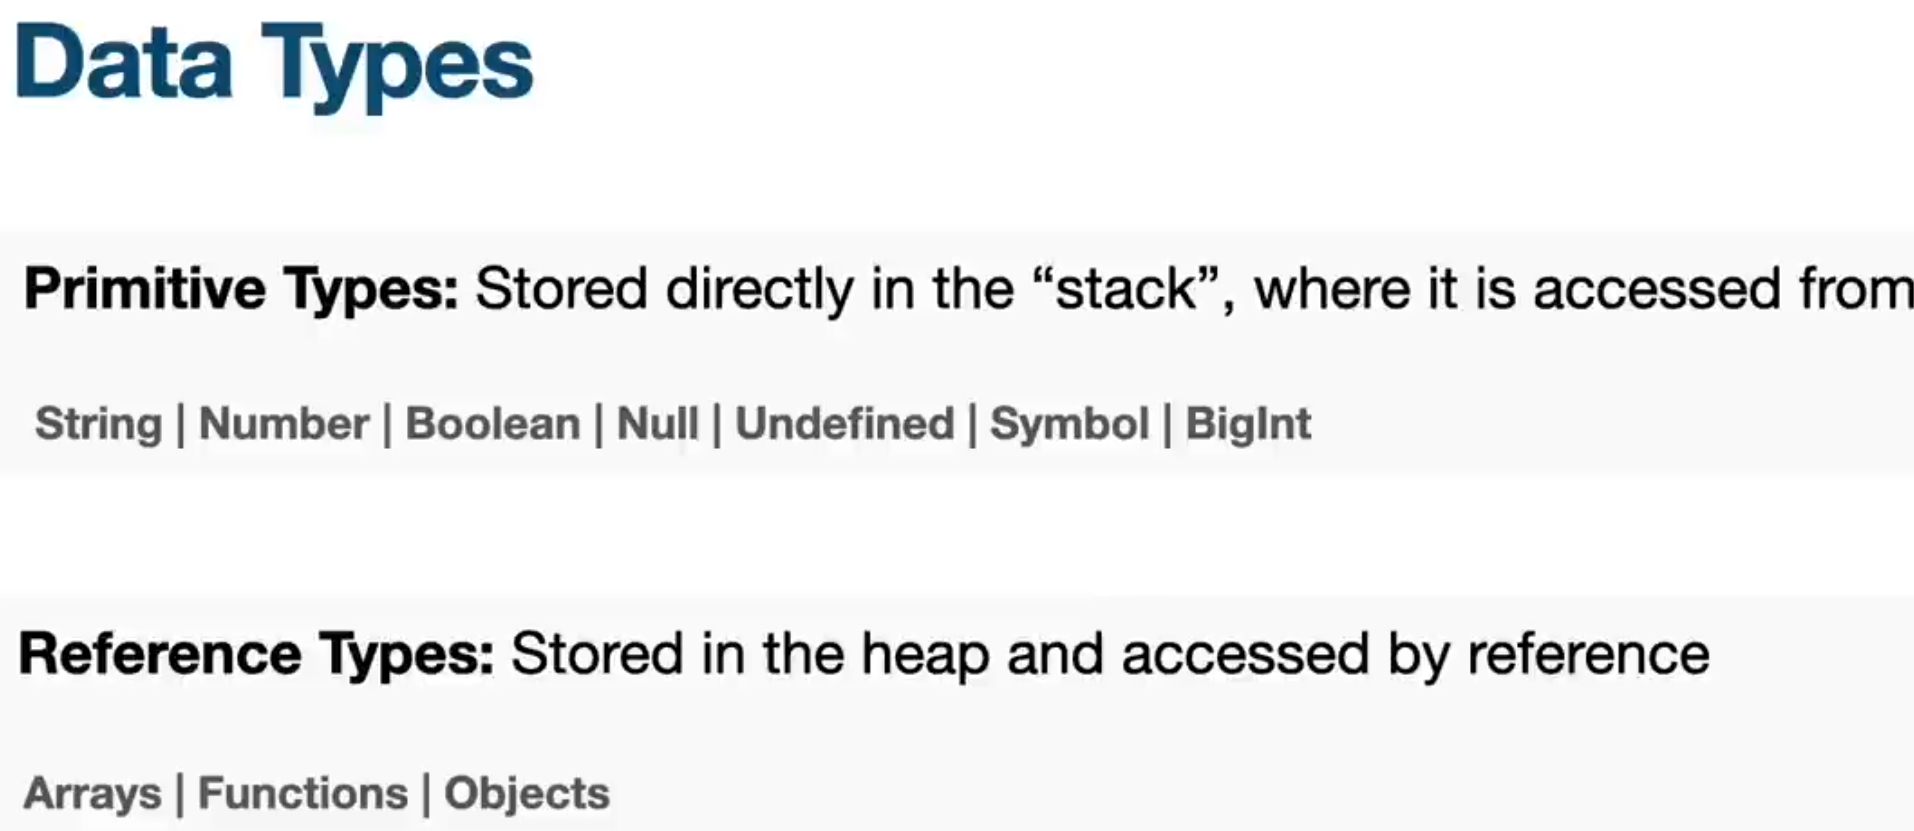 Data Types
Primitive Types: Stored directly in the “stack”, where it is accessed from
String | Number | Boolean | Null | Undefined | Symbol | BigInt
Reference Types: Stored in the heap and accessed by reference
Arrays | Functions | Objects